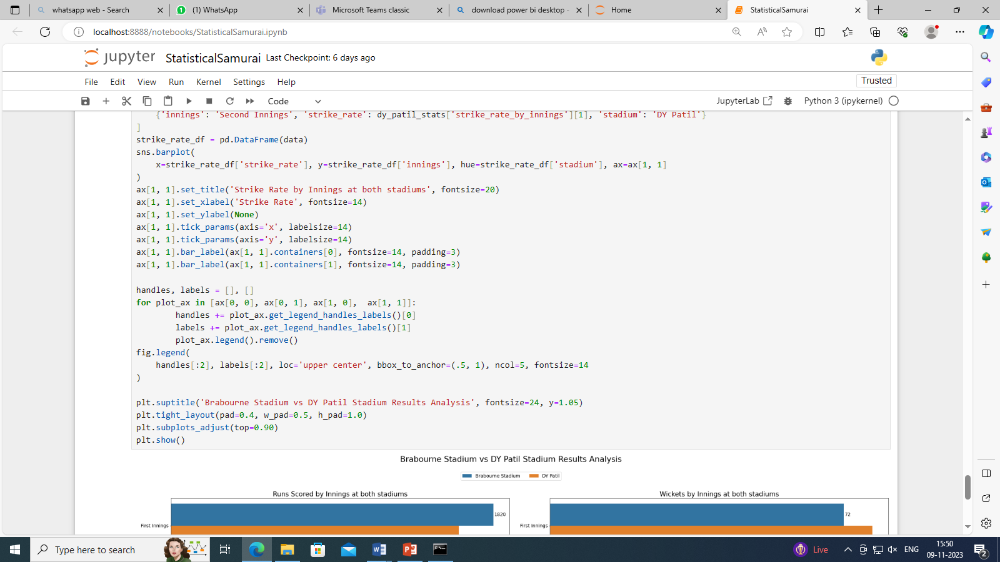 whatsapp web - Search
(1) WhatsApp
Microsoft Teams classic
download power bi desktop -
Home
StatisticalSamurai
localhost:8888/notebooks/StatisticalSamurai.ipynb
jupyter StatisticalSamurai Last Checkpoint: 6 days ago
File Edit View Run Kernel Settings Help
Trusted
Code
JupyterLab
Python 3 (ipykernel)
{'innings': 'Second Innings', 'strike_rate': dy_patil_stats['strike_rate_by_innings'][1], 'stadium': 'DY Patil'}
]
strike_rate_df = pd.DataFrame(data)
sns.barplot(
    x=strike_rate_df['strike_rate'], y=strike_rate_df['innings'], hue=strike_rate_df['stadium'], ax=ax[1, 1]
)
ax[1, 1].set_title('Strike Rate by Innings at both stadiums', fontsize=20)
ax[1, 1].set_xlabel('Strike Rate', fontsize=14)
ax[1, 1].set_ylabel(None)
ax[1, 1].tick_params(axis='x', labelsize=14)
ax[1, 1].tick_params(axis='y', labelsize=14)
ax[1, 1].bar_label(ax[1, 1].containers[0], fontsize=14, padding=3)
ax[1, 1].bar_label(ax[1, 1].containers[1], fontsize=14, padding=3)
handles, labels = [], []
for plot_ax in [ax[0, 0], ax[0, 1], ax[1, 0],  ax[1, 1]]:
        handles += plot_ax.get_legend_handles_labels()[0]
        labels += plot_ax.get_legend_handles_labels()[1]
        plot_ax.legend().remove()
fig.legend(
    handles[:2], labels[:2], loc='upper center', bbox_to_anchor=(.5, 1), ncol=5, fontsize=14
)
plt.suptitle('Brabourne Stadium vs DY Patil Stadium Results Analysis', fontsize=24, y=1.05)
plt.tight_layout(pad=0.4, w_pad=0.5, h_pad=1.0)
plt.subplots_adjust(top=0.90)
plt.show()
Brabourne Stadium vs DY Patil Stadium Results Analysis
Brabourne Stadium DY Patil
Runs Scored by Innings at both stadiums
Wickets by Innings at both stadiums
1820
72
First Innings
First Innings
Type here to search
Live
ENG
15:50
09-11-2023
2